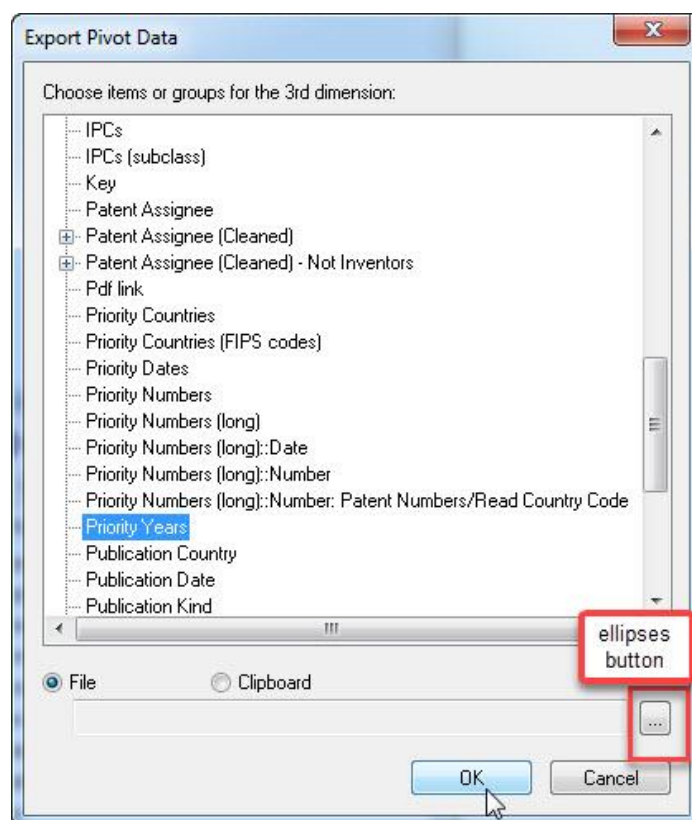 Export Pivot Data
Choose items or groups for the 3rd dimension:
IPCs
IPCs (subclass)
Key
Patent Assignee
Patent Assignee (Cleaned)
Patent Assignee (Cleaned) - Not Inventors
Pdf link
Priority Countries
Priority Countries (FIPS codes)
Priority Dates
Priority Numbers
Priority Numbers (long)
Priority Numbers (long)::Date
Priority Numbers (long)::Number
Priority Numbers (long)::Number: Patent Numbers/Read Country Code
Priority Years
Publication Country
Publication Date
Publication Kind
ellipses
button
File Clipboard
...
OK Cancel